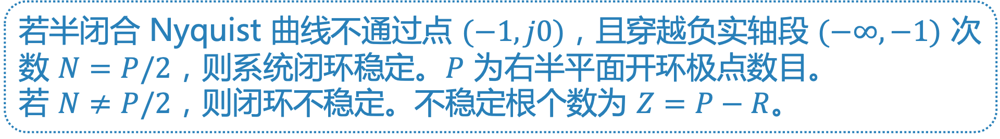 若半闭合 Nyquist 曲线不通过点 (−1, j0)，且穿越负实轴段 (−∞, −1) 次
数 N = P/2，则系统闭环稳定。P 为右半平面开环极点数目。
若 N ≠ P/2，则闭环不稳定。不稳定根个数为 Z = P − R。